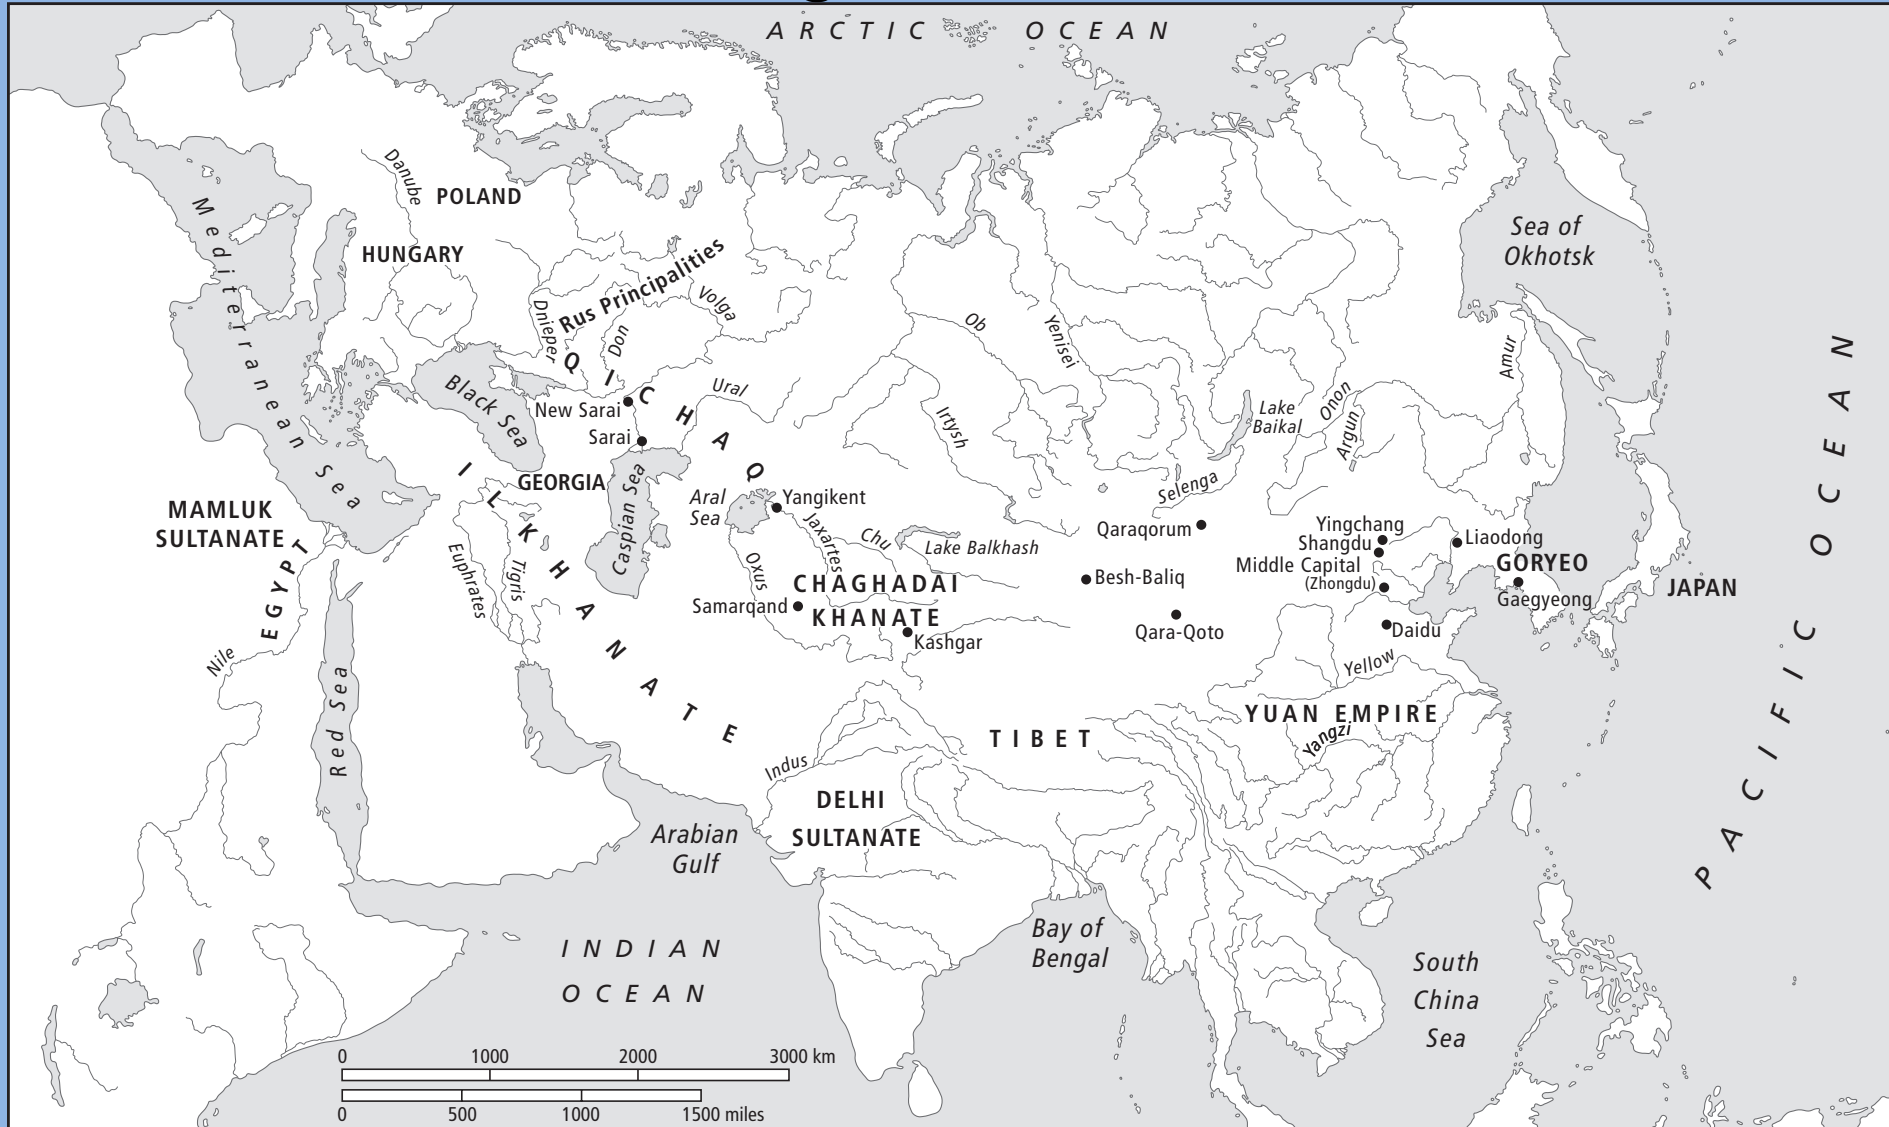 ARCTIC OCEAN
Danube
POLAND
Mediterranean Sea
HUNGARY
Rus Principalities
Volga
Dnieper
Don
Ob
Yenisei
Sea of
Okhotsk
Amur
PACIFIC OCEAN
QICHAQ
Black Sea
Ural
New Sarai
Sarai
Irtysh
Lake
Baikal
Onon
Argun
ILKHANATE
GEORGIA
Caspian Sea
Aral
Sea
Yangikent
Selenga
MAMLUK
SULTANATE
EGYPT
Nile
Red Sea
Euphrates
Tigris
Oxus
Jaxartes
Chu
Lake Balkhash
Qaraqorum
Yingchang
Shangdu
Middle Capital
(Zhongdu)
Liaodong
GORYEO
Gaegyeong
JAPAN
CHAGHADAI
KHANATE
Besh-Baliq
Samarqand
Kashgar
Qara-Qoto
Daidu
Yellow
YUAN EMPIRE
Yangzi
TIBET
Indus
DELHI
SULTANATE
Arabian
Gulf
Bay of
Bengal
INDIAN
OCEAN
South
China
Sea
0 1000 2000 3000 km
0 500 1000 1500 miles